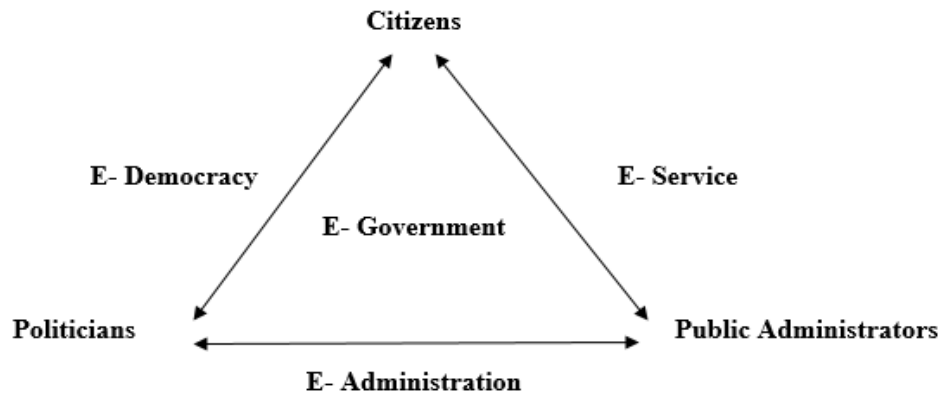 Citizens
E- Democracy
E- Service
E- Government
Politicians
Public Administrators
E- Administration